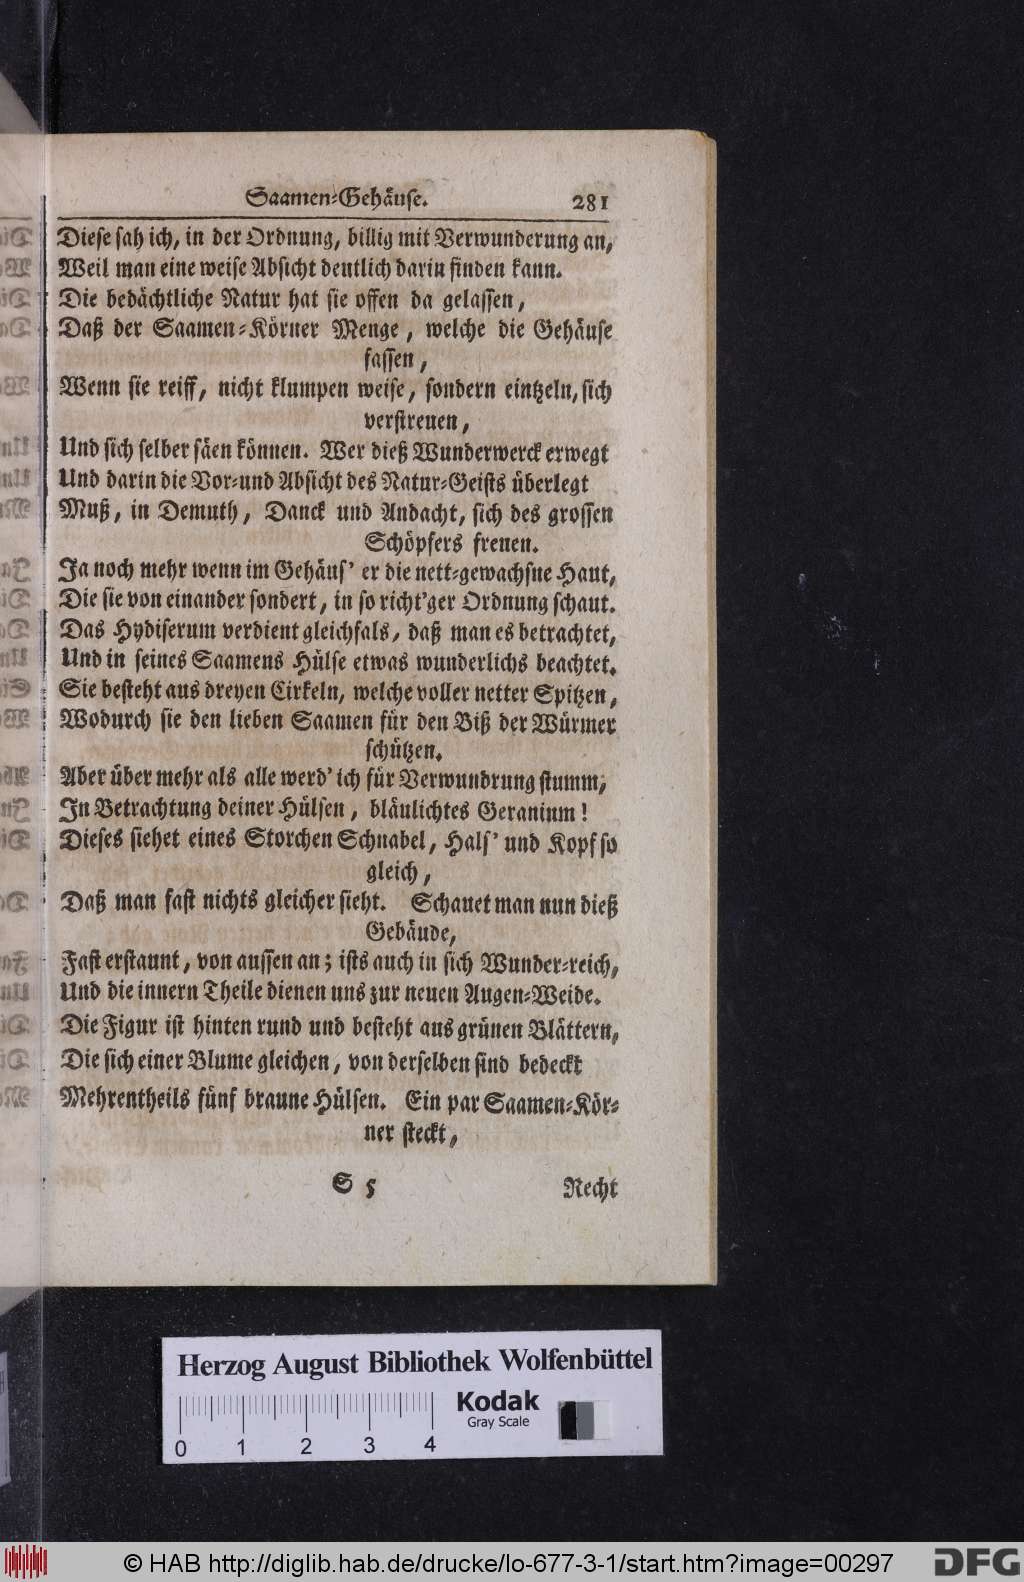 Saamen-Gehäuse. 281
Diese sah ich, in der Ordnung, billig mit Verwunderung an,
Weil man eine weise Absicht deutlich darin finden kann.
Die bedächtliche Natur hat sie offen da gelassen,
Daß der Saamen-Körner Menge, welche die Gehäuse
fassen,
Wenn sie reiff, nicht klumpen weise, sondern eintzeln, sich
verstreuen,
Und sich selber säen können. Wer dieß Wunderwerck erwegt
Und darin die Vor-und Absicht des Natur-Geists überlegt
Muß, in Demuth, Danck und Andacht, sich des grossen
Schöpfers freuen.
Ja noch mehr wenn im Gehäus' er die nett-gewachsne Haut,
Die sie von einander sondert, in so richt'ger Ordnung schaut.
Das Hydiserum verdient gleichfals, daß man es betrachtet,
Und in seines Saamens Hülse etwas wunderlichs beachtet.
Sie besteht aus dreyen Cirkeln, welche voller netter Spitzen,
Wodurch sie den lieben Saamen für den Biß der Würmer
schützen.
Aber über mehr als alle werd' ich für Verwundrung stumm,
In Betrachtung deiner Hülsen, bläulichtes Geranium!
Dieses siehet eines Storchen Schnabel, Hals' und Kopf so
gleich,
Daß man fast nichts gleicher sieht. Schauet man nun dieß
Gebäude,
Fast erstaunt, von aussen an; ists auch in sich Wunder-reich,
Und die innern Theile dienen uns zur neuen Augen-Weide.
Die Figur ist hinten rund und besteht aus grünen Blättern,
Die sich einer Blume gleichen, von derselben sind bedeckt
Mehrentheils fünf braune Hülsen. Ein par Saamen-Kör-
ner steckt,
S 5 Recht
Herzog August Bibliothek Wolfenbüttel
Kodak
Gray Scale
0 1 2 3 4
© HAB http://diglib.hab.de/drucke/lo-677-3-1/start.htm?image=00297
DFG